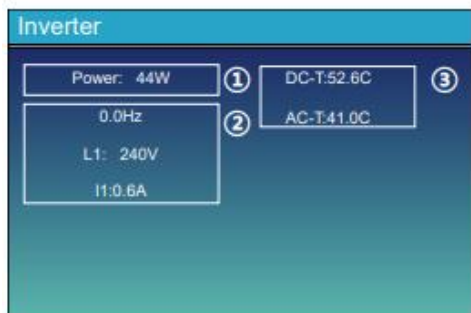 Inverter
Power: 44W
①
0.0Hz
L1: 240V
I1:0.6A
②
DC-T:52.6C
AC-T:41.0C
③